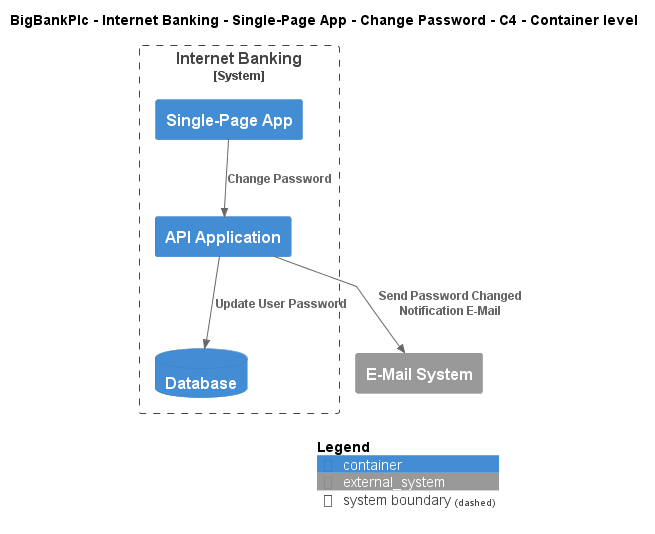 BigBankPlc - Internet Banking - Single-Page App - Change Password - C4 - Container level
Internet Banking
[System]
Single-Page App
Change Password
API Application
Update User Password
Send Password Changed
Notification E-Mail
Database
E-Mail System
Legend
container
external_system
system boundary (dashed)